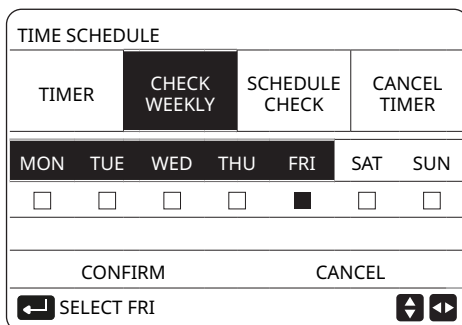 TIME SCHEDULE
TIMER CHECK WEEKLY SCHEDULE CHECK CANCEL TIMER
MON TUE WED THU FRI SAT SUN
CONFIRM CANCEL
SELECT FRI